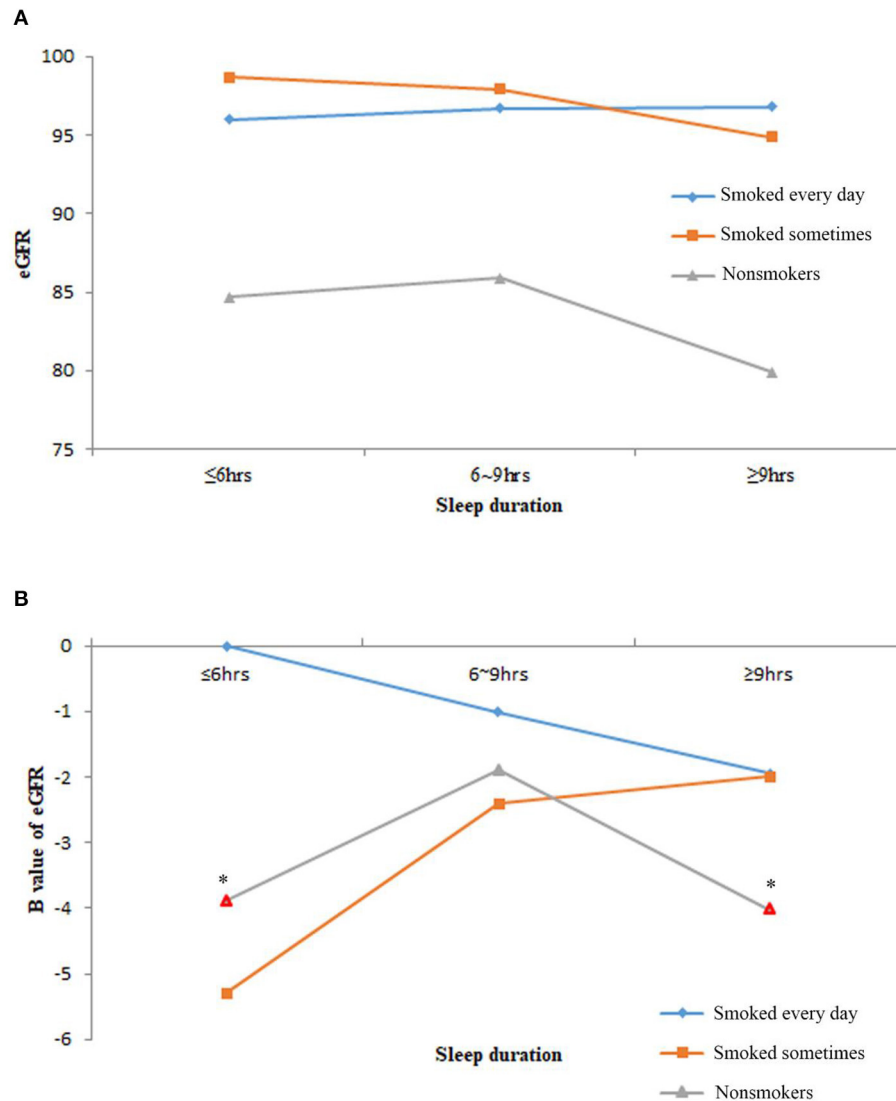 A
100
95
90
85
80
75
eGFR
Smoked every day
Smoked sometimes
Nonsmokers
≤6hrs
6~9hrs
≥9hrs
Sleep duration
B
0
-1
-2
-3
-4
-5
-6
B value of eGFR
≤6hrs
6~9hrs
≥9hrs
*
*
Smoked every day
Smoked sometimes
Nonsmokers
Sleep duration